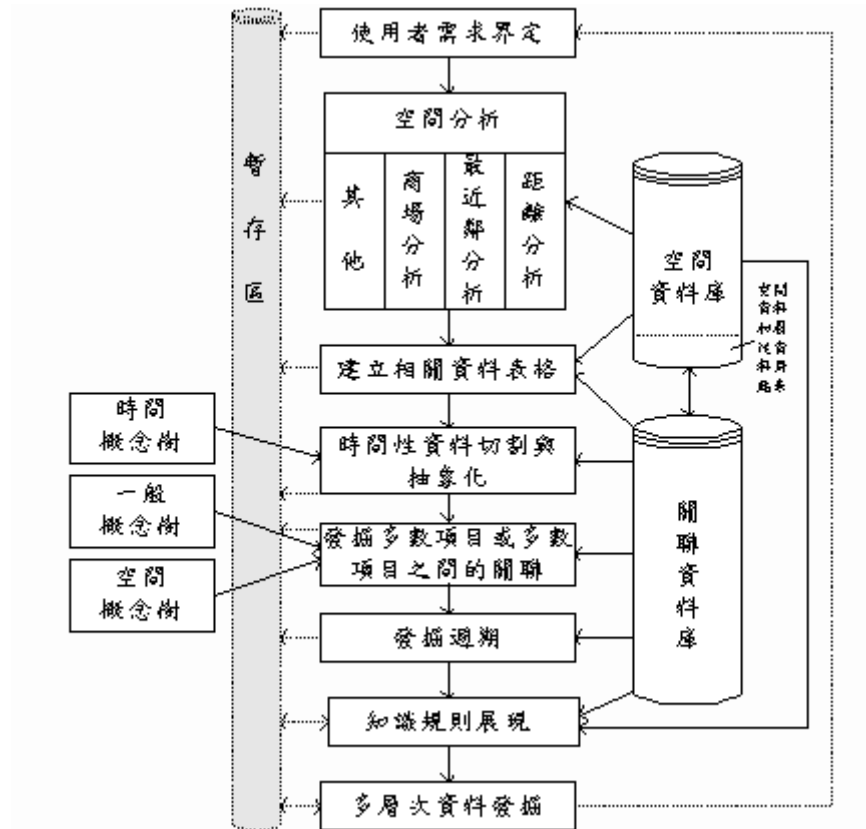 使用者需求界定
空間分析
其他
商場分析
最近鄰分析
距離分析
暫存區
空間
資料庫
建立相關資料表格
時間
概念樹
時間性資料切割與
抽象化
一般
概念樹
發掘多數項目或多數
項目之間的關聯
空間
概念樹
關聯資料庫
發掘週期
知識規則展現
多層次資料發掘